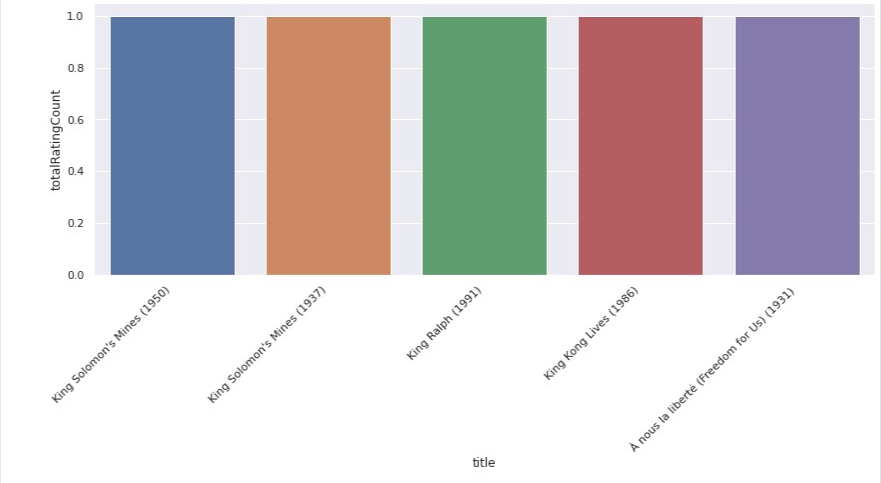 1.0
0.8
0.6
0.4
0.2
0.0
totalRatingCount
King Solomon's Mines (1950)
King Solomon's Mines (1937)
King Ralph (1991)
King Kong Lives (1986)
À nous la liberté (Freedom for Us) (1931)
title